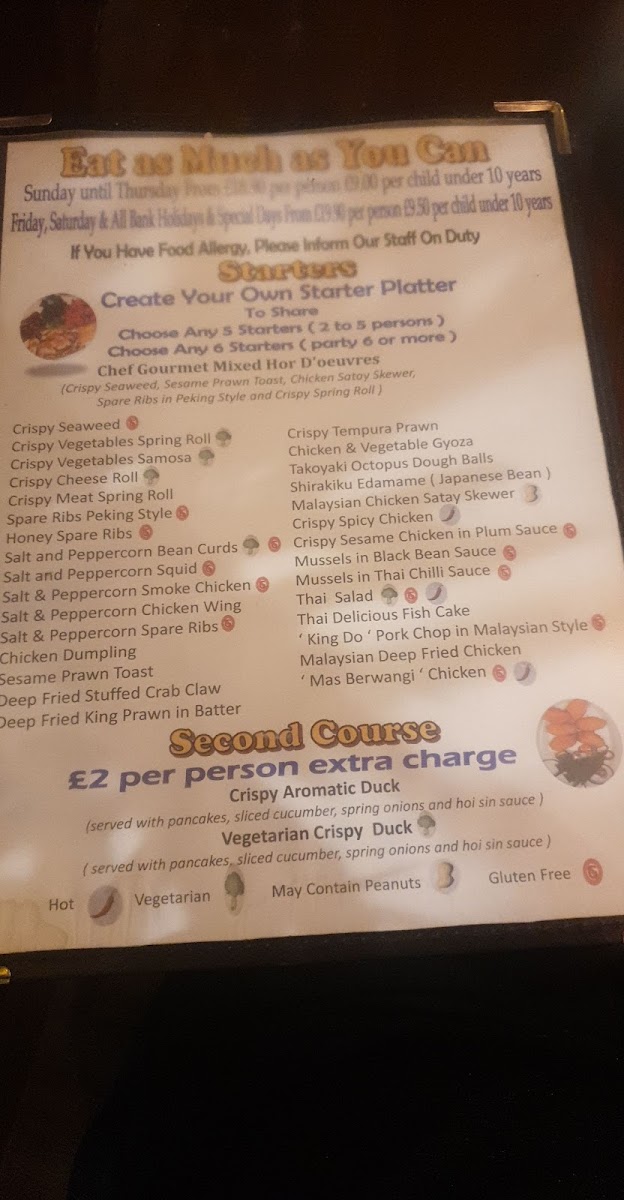 Eat as Much as You Can
Sunday until Thursday From per person £9.00 per child under 10 years
Friday, Saturday & All Bank Holidays & Special Days From £19.90 per person £9.50 per child under 10 years
If You Have Food Allergy, Please Inform Our Staff On Duty
Starters
Create Your Own Starter Platter
To Share
Choose Any 5 Starters ( 2 to 5 persons )
Choose Any 6 Starters ( party 6 or more )
Chef Gourmet Mixed Hor D'oeuvres
(Crispy Seaweed, Sesame Prawn Toast, Chicken Satay Skewer,
Spare Ribs in Peking Style and Crispy Spring Roll )
Crispy Seaweed
Crispy Vegetables Spring Roll
Crispy Vegetables Samosa
Crispy Cheese Roll
Crispy Meat Spring Roll
Spare Ribs Peking Style
Honey Spare Ribs
Salt and Peppercorn Bean Curds
Salt and Peppercorn Squid
Salt & Peppercorn Smoke Chicken
Salt & Peppercorn Chicken Wing
Salt & Peppercorn Spare Ribs
Chicken Dumpling
Sesame Prawn Toast
Deep Fried Stuffed Crab Claw
Deep Fried King Prawn in Batter
Crispy Tempura Prawn
Chicken & Vegetable Gyoza
Takoyaki Octopus Dough Balls
Shirakiku Edamame ( Japanese Bean )
Malaysian Chicken Satay Skewer
Crispy Spicy Chicken
Crispy Sesame Chicken in Plum Sauce
Mussels in Black Bean Sauce
Mussels in Thai Chilli Sauce
Thai Salad
Thai Delicious Fish Cake
' King Do ' Pork Chop in Malaysian Style
Malaysian Deep Fried Chicken
' Mas Berwangi ' Chicken
Second Course
£2 per person extra charge
Crispy Aromatic Duck
(served with pancakes, sliced cucumber, spring onions and hoi sin sauce )
Vegetarian Crispy Duck
( served with pancakes, sliced cucumber, spring onions and hoi sin sauce )
Hot Vegetarian May Contain Peanuts Gluten Free